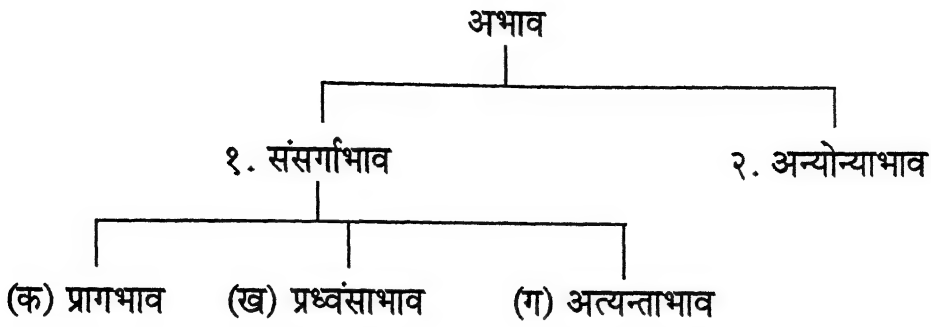 अभाव
१. संसर्गाभाव २. अन्योन्याभाव
(क) प्रागभाव (ख) प्रध्वंसाभाव (ग) अत्यन्ताभाव